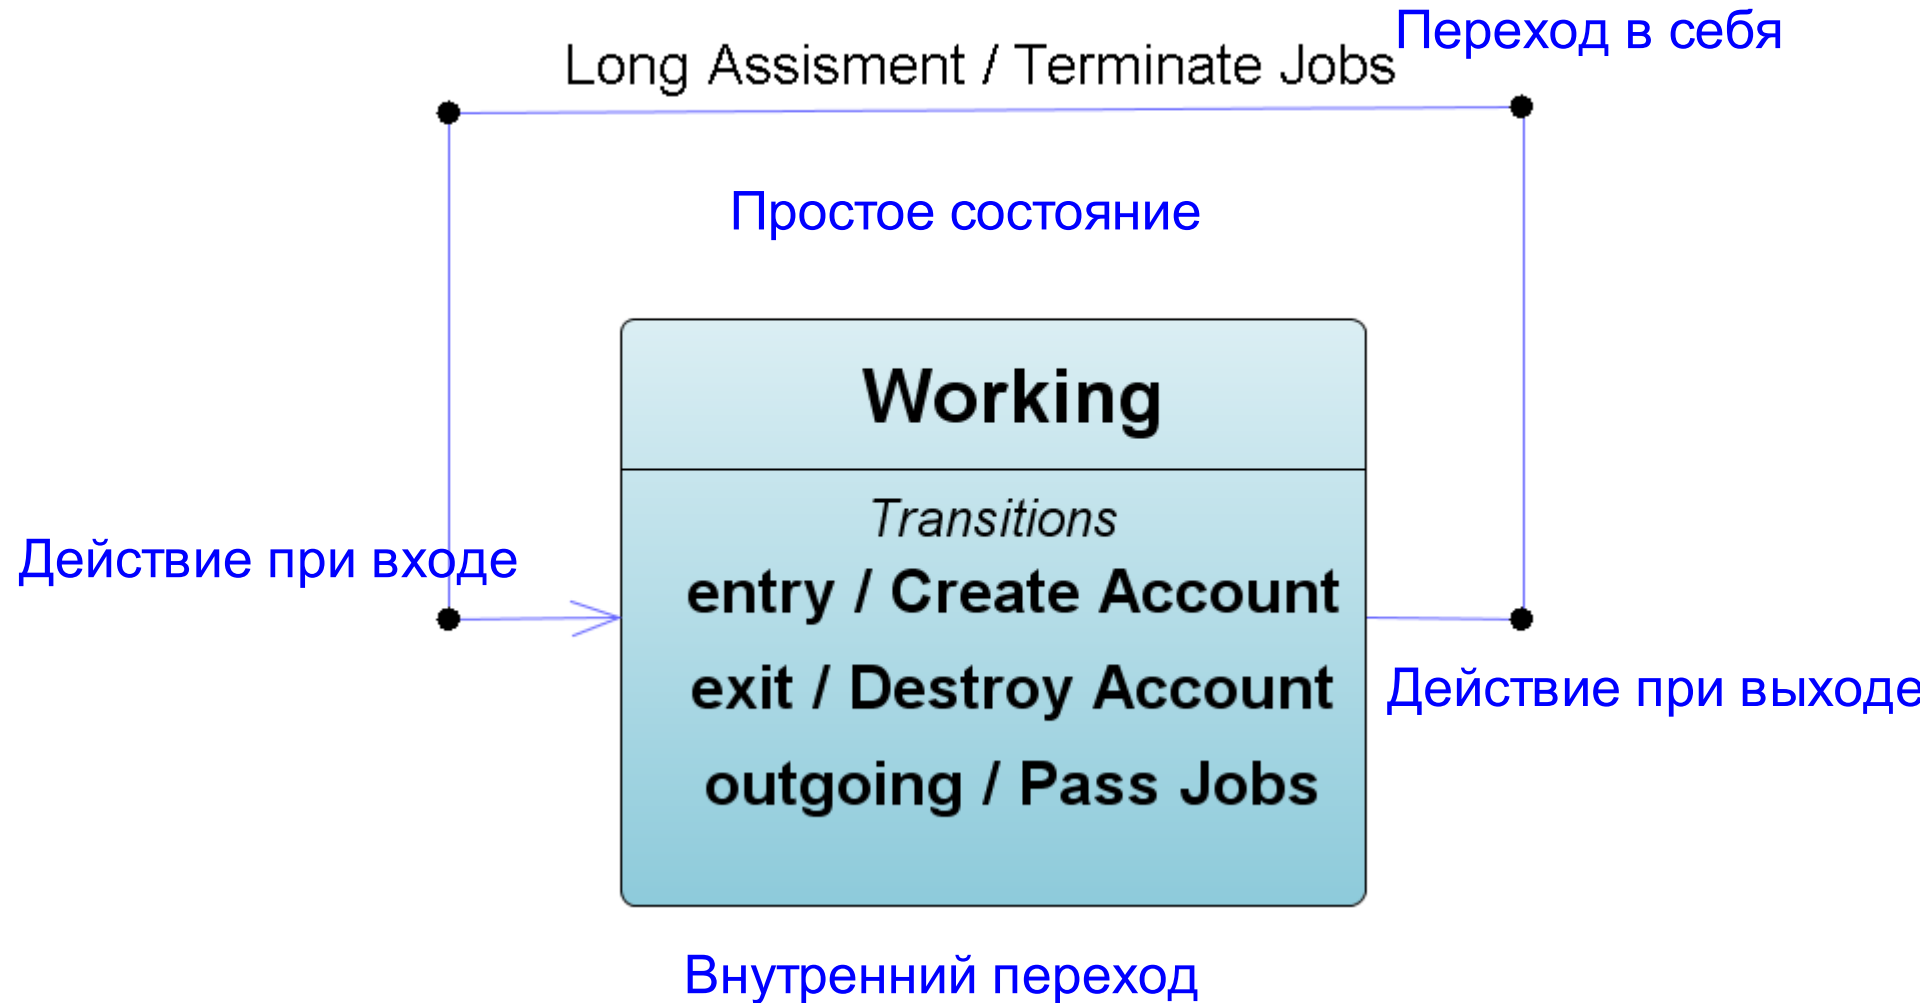 Переход в себя
Long Assisment / Terminate Jobs
Простое состояние
Working
Transitions
Действие при входе
entry / Create Account
exit / Destroy Account
Действие при выходе
outgoing / Pass Jobs
Внутренний переход